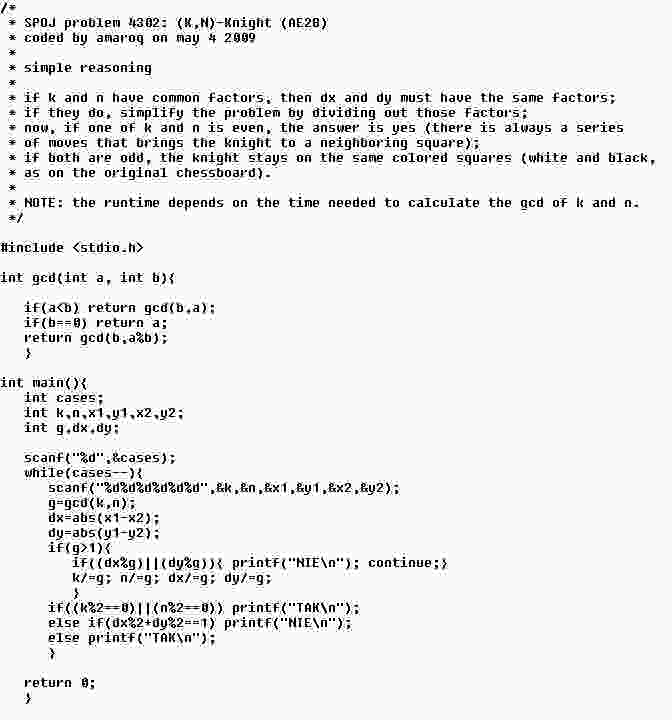 /*
 * SPOJ problem 4302: (K,N)-Knight (AE2B)
 * coded by amaroq on may 4 2009
 *
 * simple reasoning
 *
 * if k and n have common factors, then dx and dy must have the same factors;
 * if they do, simplify the problem by dividing out those factors;
 * now, if one of k and n is even, the answer is yes (there is always a series
 * of moves that brings the knight to a neighboring square);
 * if both are odd, the knight stays on the same colored squares (white and black,
 * as on the original chessboard).
 *
 * NOTE: the runtime depends on the time needed to calculate the gcd of k and n.
 */

#include <stdio.h>

int gcd(int a, int b){

   if(a<b) return gcd(b,a);
   if(b==0) return a;
   return gcd(b,a%b);
   }

int main(){
   int cases;
   int k,n,x1,y1,x2,y2;
   int g,dx,dy;

   scanf("%d",&cases);
   while(cases--){
      scanf("%d%d%d%d%d%d",&k,&n,&x1,&y1,&x2,&y2);
      g=gcd(k,n);
      dx=abs(x1-x2);
      dy=abs(y1-y2);
      if(g>1){
         if((dx%g)||(dy%g)){ printf("NIE\n"); continue;}
         k/=g; n/=g; dx/=g; dy/=g;
         }
      if((k%2==0)||(n%2==0)) printf("TAK\n");
      else if(dx%2+dy%2==1) printf("NIE\n");
      else printf("TAK\n");
      }

   return 0;
   }